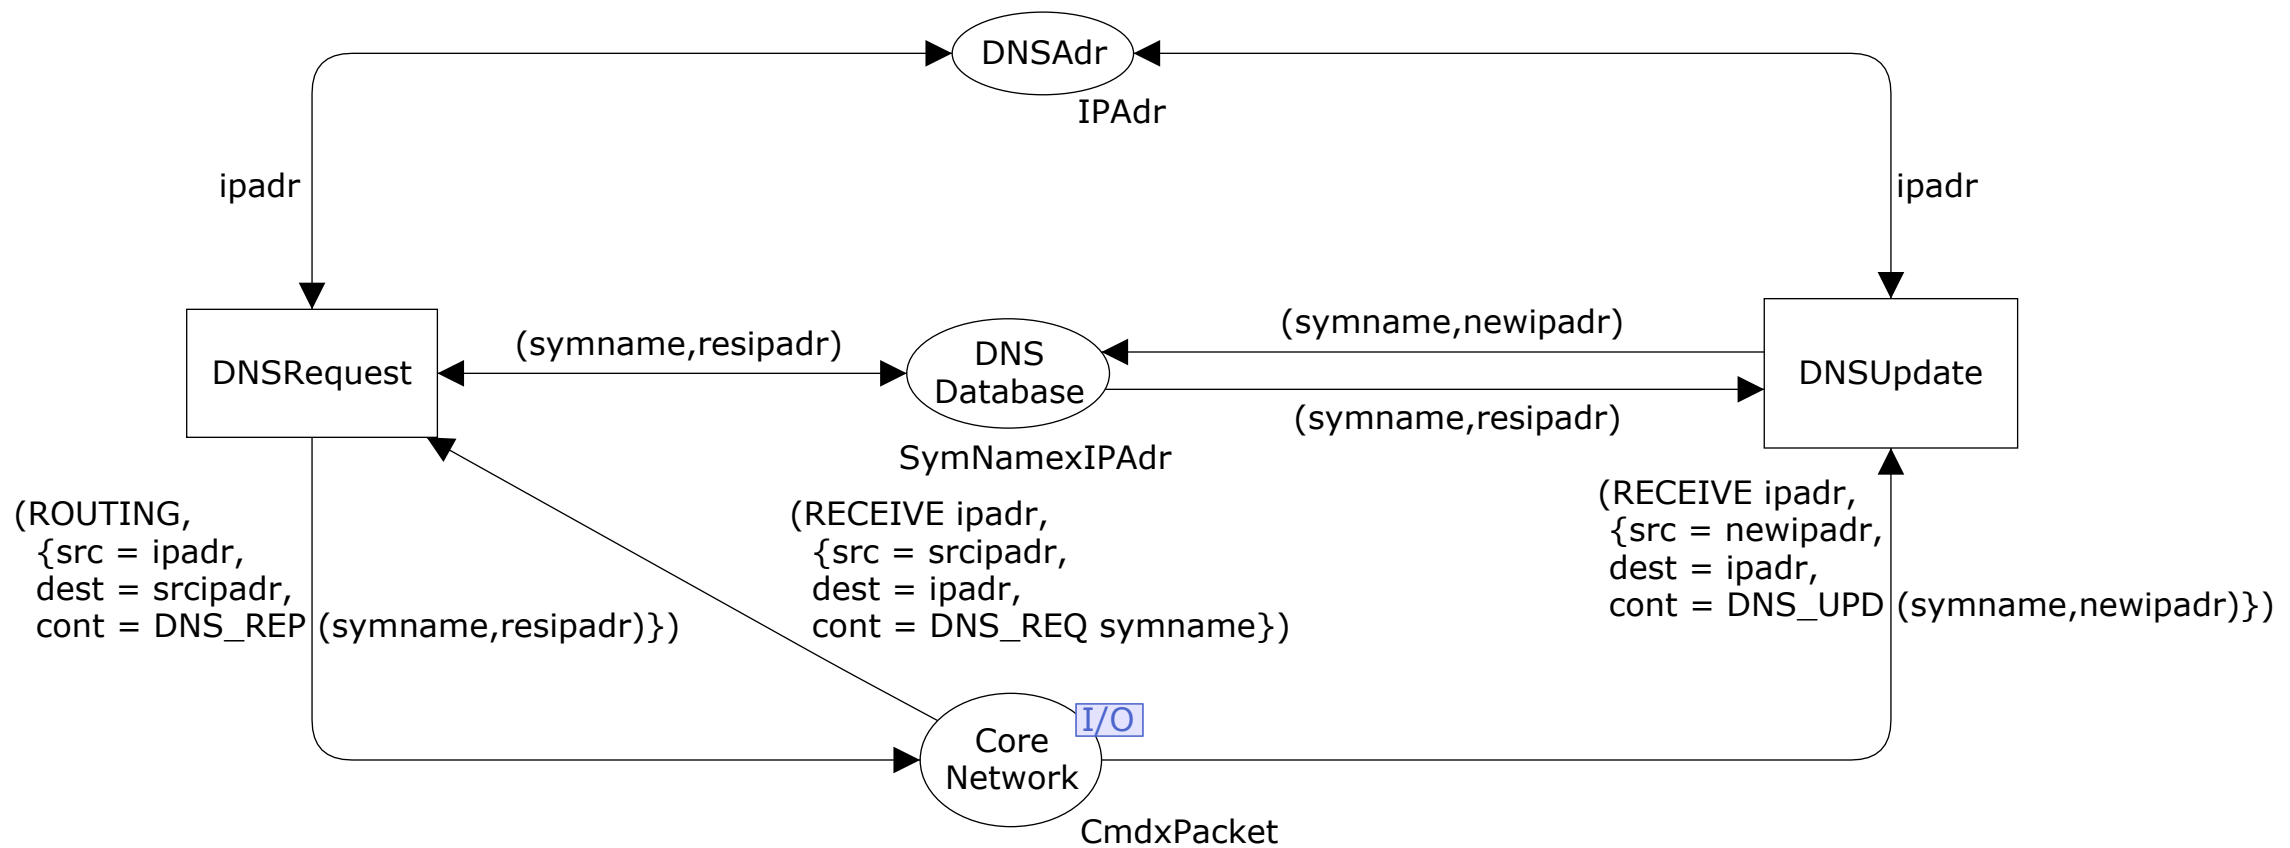 DNSAdr
IPAdr
ipadr
ipadr
DNSRequest
(symname,resipadr)
DNS
Database
SymNamexIPAdr
(symname,newipadr)
(symname,resipadr)
DNSUpdate
(ROUTING,
{src = ipadr,
dest = srcipadr,
cont = DNS_REP (symname,resipadr)})
(RECEIVE ipadr,
{src = srcipadr,
dest = ipadr,
cont = DNS_REQ symname})
(RECEIVE ipadr,
{src = newipadr,
dest = ipadr,
cont = DNS_UPD (symname,newipadr)})
I/O
Core
Network
CmdxPacket